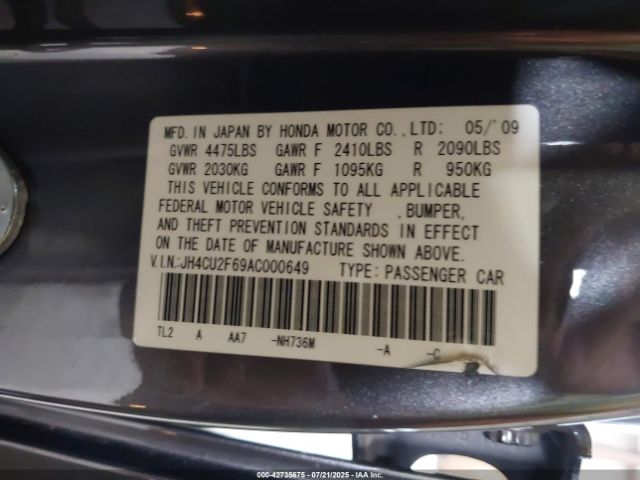 MFD. IN JAPAN BY HONDA MOTOR CO.,LTD: 05/'09
GVWR 4475LBS GAWR F 2410LBS R 2090LBS
GVWR 2030KG GAWR F 1095KG R 950KG
THIS VEHICLE CONFORMS TO ALL APPLICABLE
FEDERAL MOTOR VEHICLE SAFETY ,BUMPER,
AND THEFT PREVENTION STANDARDS IN EFFECT
ON THE DATE OF MANUFACTURE SHOWN ABOVE.
V.I.N.:JH4CU2F69AC000649 TYPE: PASSENGER CAR
TL2 A AA7 -NH736M -A -C
000-42735675 - 07/21/2025 - IAAI.COM